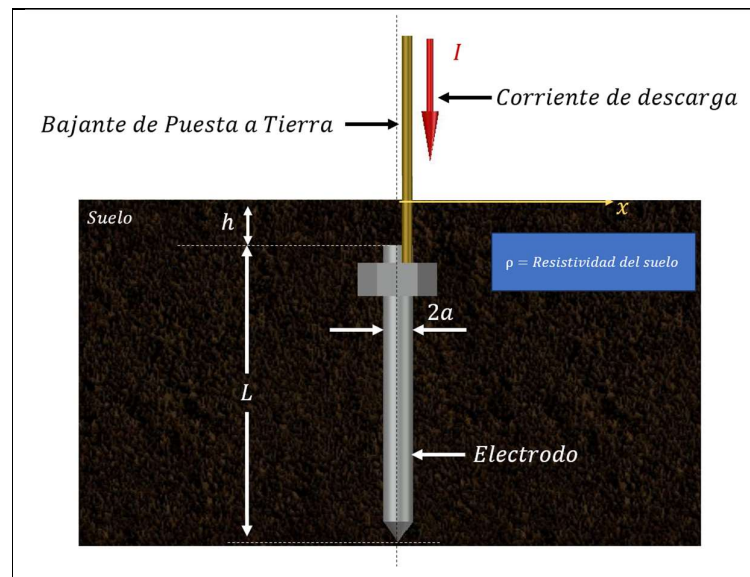 I
Corriente de descarga
Bajante de Puesta a Tierra
x
Suelo
h
ρ = Resistividad del suelo
2a
L
Electrodo